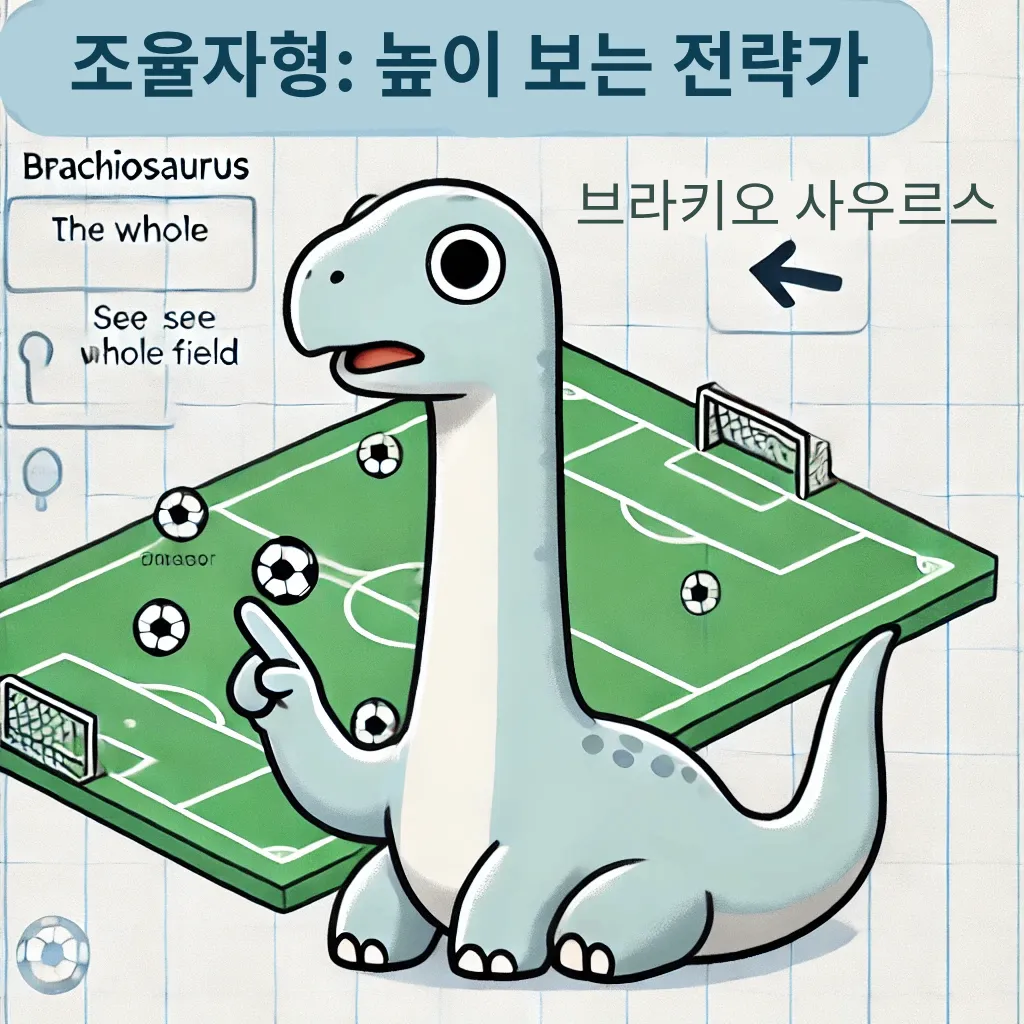 조율자형: 높이 보는 전략가
Brachiosaurus
브라키오 사우르스
The whole
See see
whole field